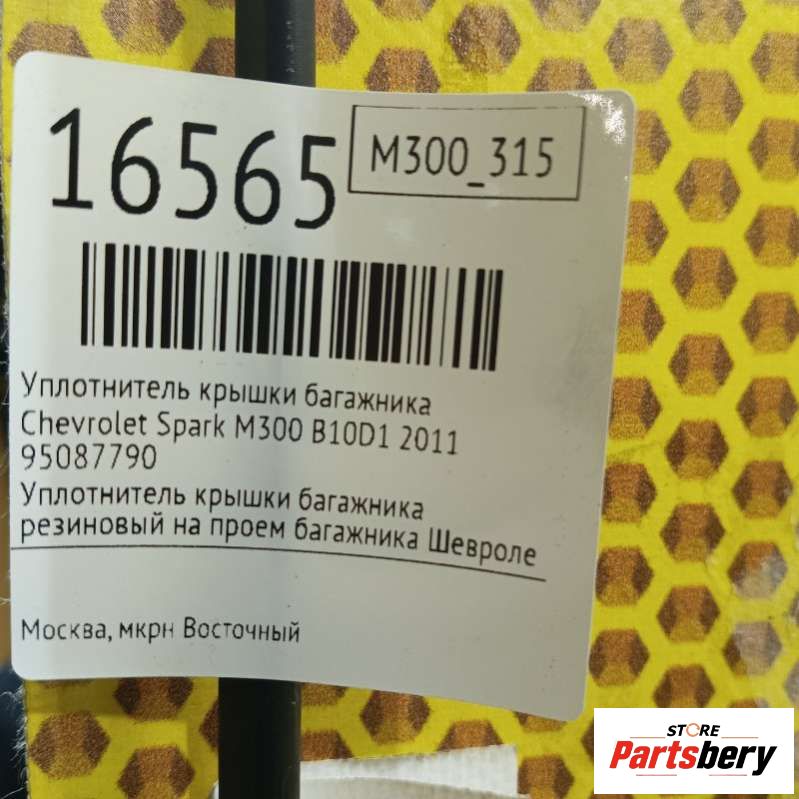 16565
M300_315
Уплотнитель крышки багажника
Chevrolet Spark M300 B10D1 2011
95087790
Уплотнитель крышки багажника
резиновый на проем багажника Шевроле
Москва, мкрн Восточный
STORE
Partsbery